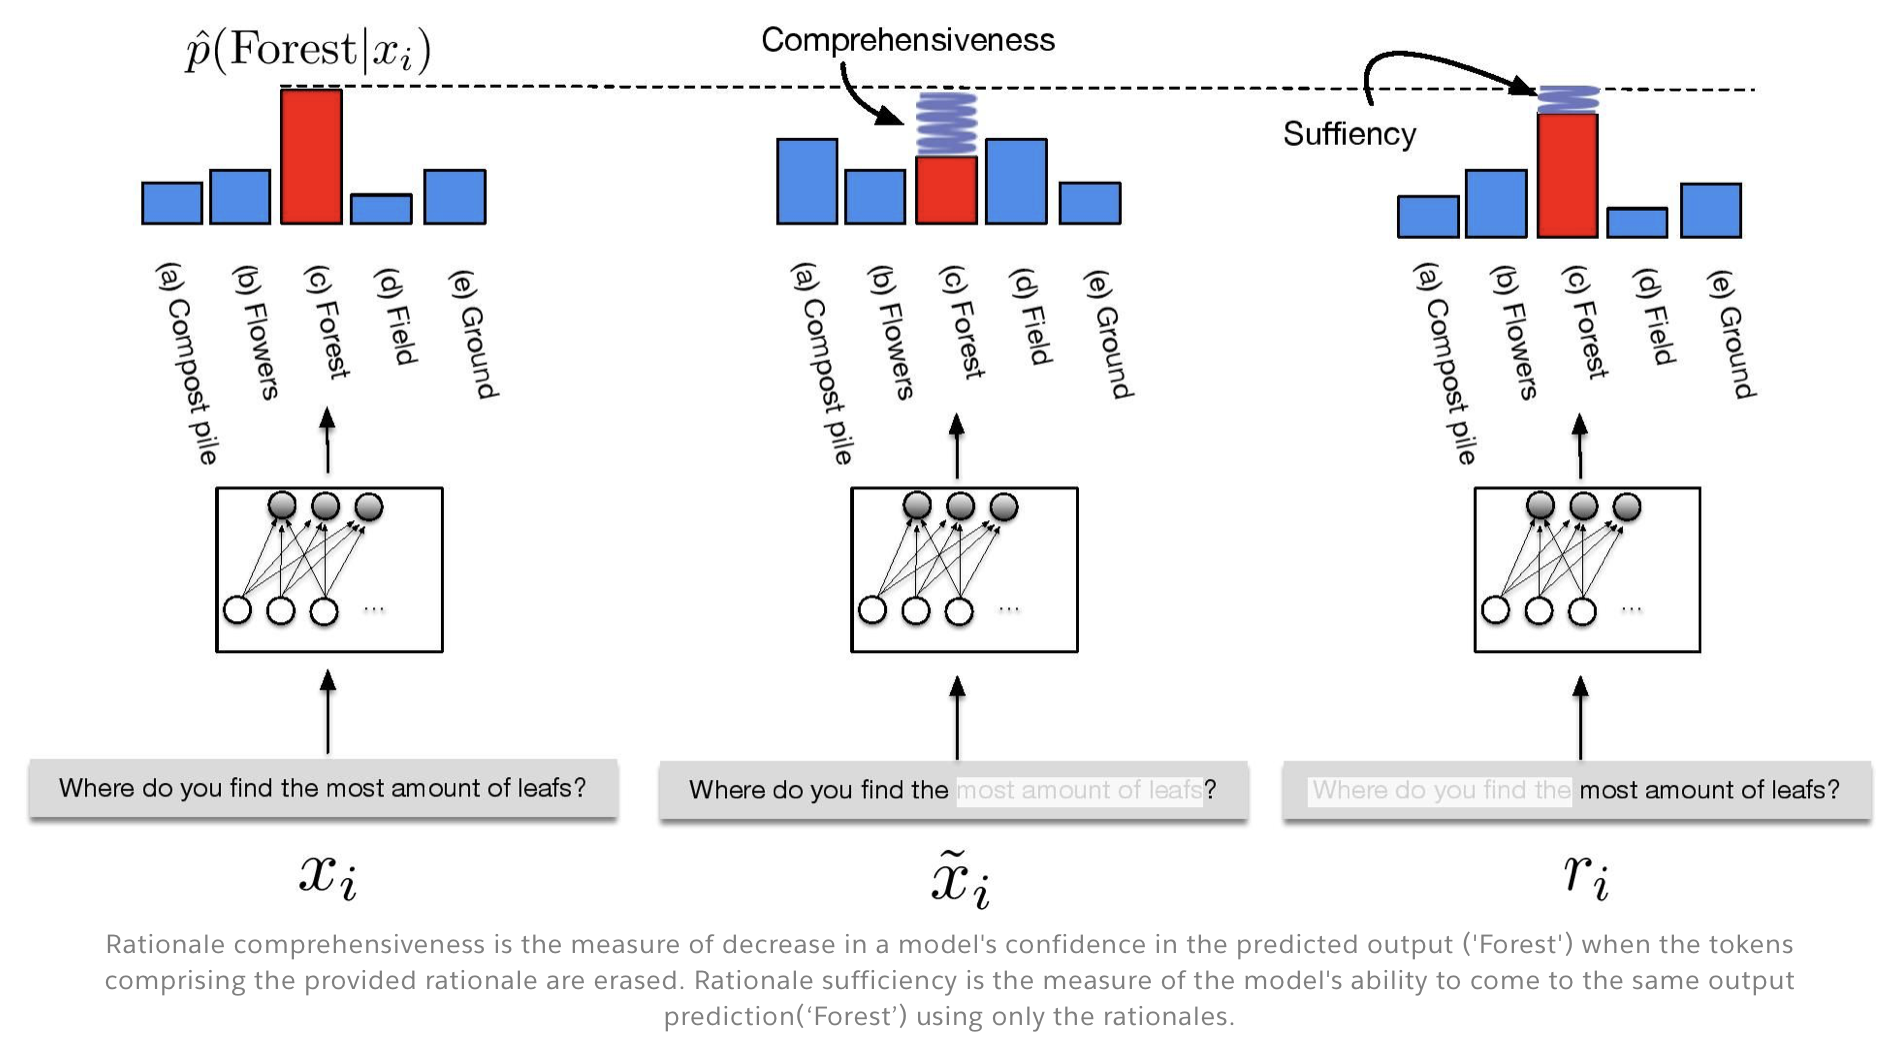 p̂(Forest|xᵢ)
Comprehensiveness
Suffiency
(a) Compost pile
(b) Flowers
(c) Forest
(d) Field
(e) Ground
(a) Compost pile
(b) Flowers
(c) Forest
(d) Field
(e) Ground
(a) Compost pile
(b) Flowers
(c) Forest
(d) Field
(e) Ground
...
...
...
Where do you find the most amount of leafs?
Where do you find the most amount of leafs?
Where do you find the most amount of leafs?
xᵢ
x̃ᵢ
rᵢ
Rationale comprehensiveness is the measure of decrease in a model's confidence in the predicted output ('Forest') when the tokens
comprising the provided rationale are erased. Rationale sufficiency is the measure of the model's ability to come to the same output
prediction(‘Forest’) using only the rationales.